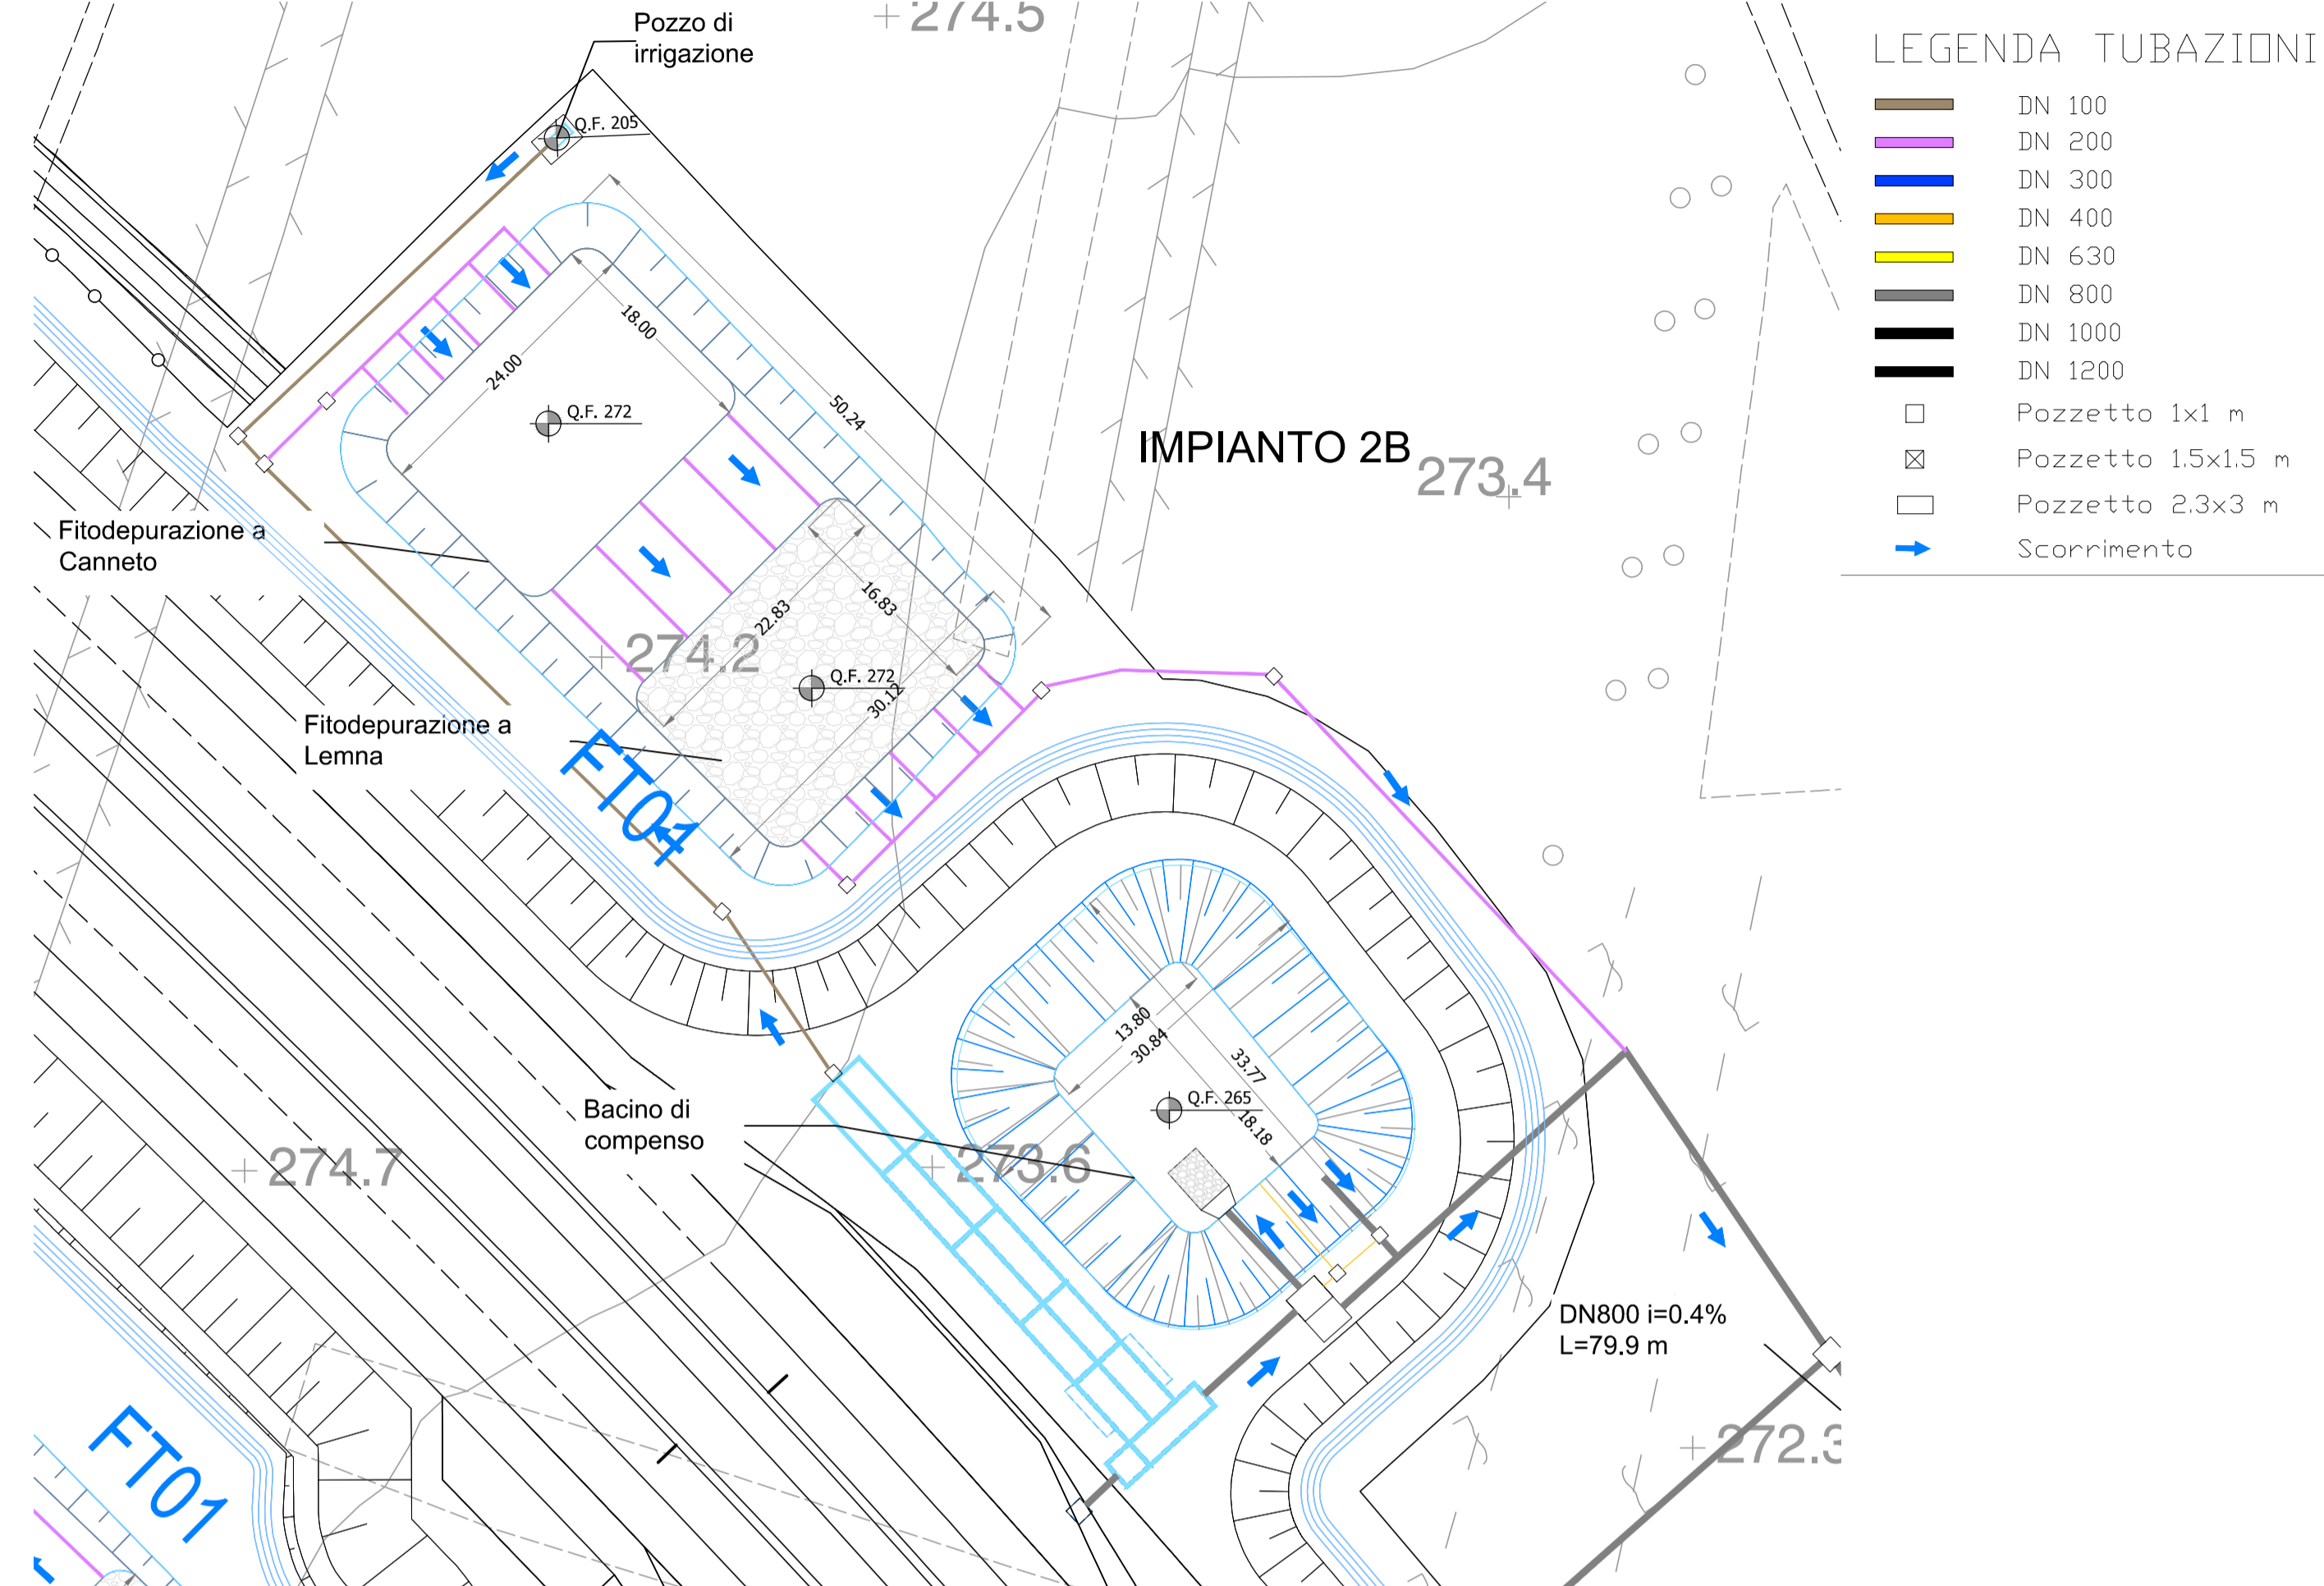 Pozzo di
irrigazione
274.5
LEGENDA TUBAZIONI
DN 100
DN 200
DN 300
DN 400
DN 630
DN 800
DN 1000
DN 1200
Pozzetto 1x1 m
Pozzetto 1.5x1.5 m
Pozzetto 2.3x3 m
Scorrimento
Q.F. 205
18.00
24.00
50.24
Q.F. 272
IMPIANTO 2B
273.4
Fitodepurazione a
Canneto
16.83
22.83
274.2
Q.F. 272
30.12
Fitodepurazione a
Lemna
FT01
13.80
30.84
33.77
Q.F. 265
18.18
Bacino di
compenso
274.7
273.6
DN800 i=0.4%
L=79.9 m
272.3
FT01